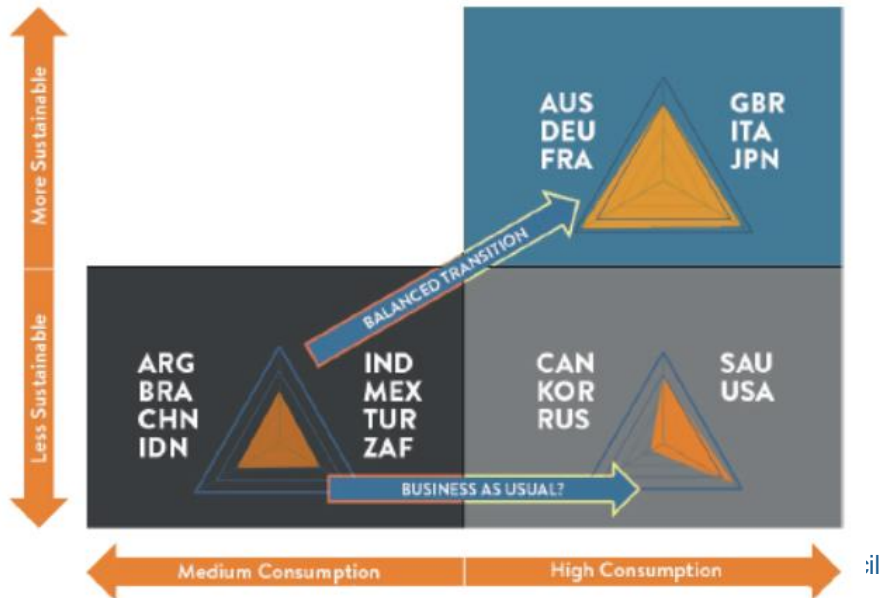 More Sustainable
AUS
DEU
FRA
GBR
ITA
JPN
BALANCED TRANSITION
Less Sustainable
ARG
BRA
CHN
IDN
IND
MEX
TUR
ZAF
CAN
KOR
RUS
SAU
USA
BUSINESS AS USUAL?
Medium Consumption
High Consumption